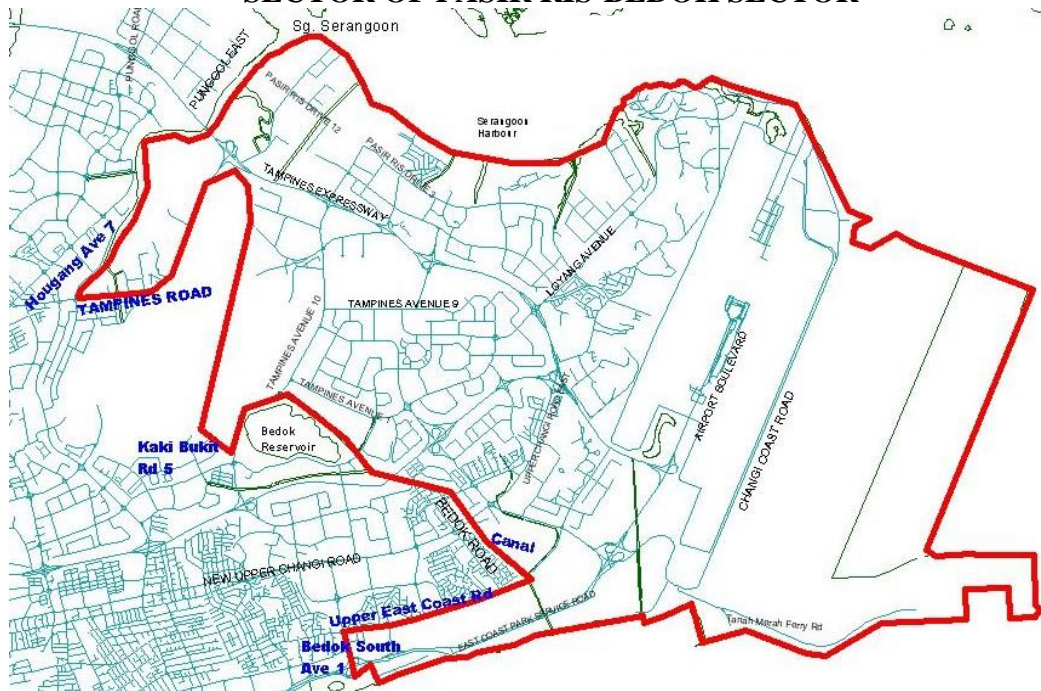 SECTOR OF PASIR RIS-BEDOK SECTOR
Sg. Serangoon
PUNGGOL ROAD
PUNGGOL EAST
PASIR RIS DRIVE 12
Serangoon
Harbour
PASIR RIS DRIVE 3
TAMPINES EXPRESSWAY
Hougang Ave 7
LOYANG AVENUE
TAMPINES ROAD
TAMPINES AVENUE 9
TAMPINES AVENUE 10
TAMPINES AVENUE 1
AIRPORT BOULEVARD
CHANGI COAST ROAD
UPPER CHANGI ROAD EAST
Bedok
Reservoir
Kaki Bukit
Rd 5
BEDOK ROAD
Canal
NEW UPPER CHANGI ROAD
Upper East Coast Rd
EAST COAST PARK SERVICE ROAD
Tanah Merah Ferry Rd
Bedok South
Ave 1